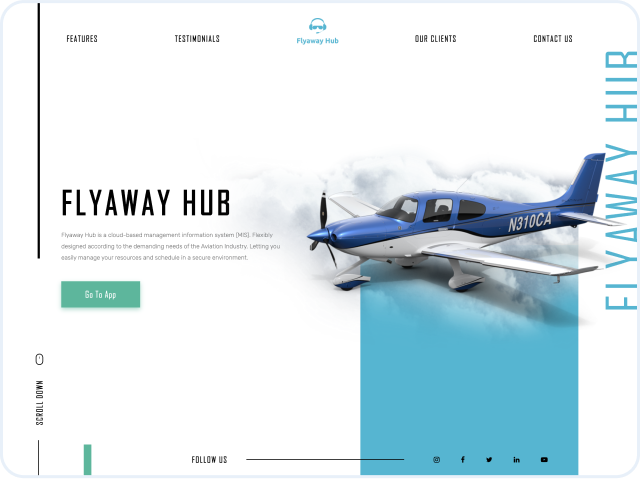 FEATURES
TESTIMONIALS
Flyaway Hub
OUR CLIENTS
CONTACT US
FLYAWAY HUB
FLYAWAY HUB
Flyaway Hub is a cloud-based management information system (MIS). Flexibly
designed according to the demanding needs of the Aviation Industry. Letting you
easily manage your resources and schedule in a secure environment.
N310CA
Go To App
SCROLL DOWN
FOLLOW US